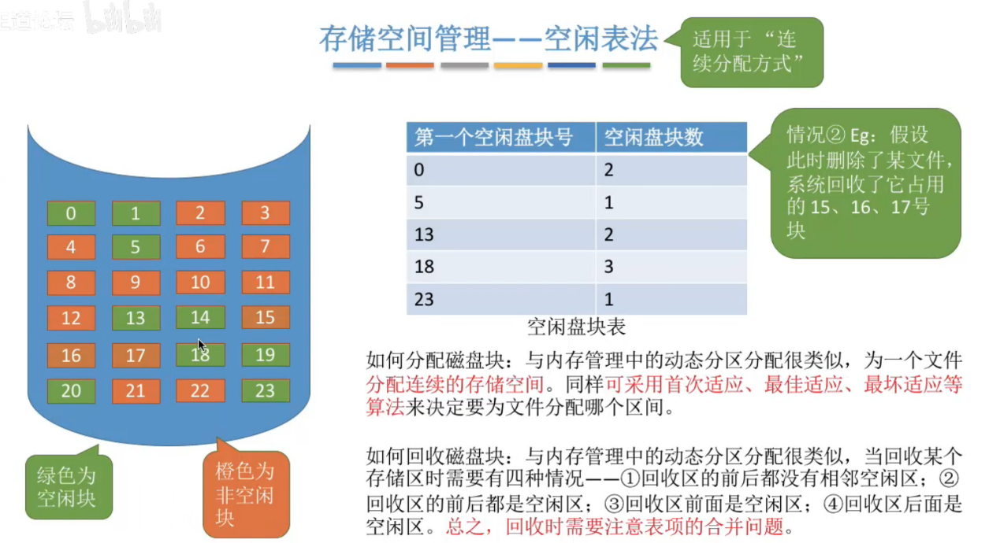 bilibili
存储空间管理——空闲表法
适用于 “连
续分配方式”
第一个空闲盘块号 空闲盘块数
0 2
5 1
13 2
18 3
23 1
空闲盘块表
情况② Eg：假设
此时删除了某文件，
系统回收了它占用
的 15、16、17号
块
0 1 2 3
4 5 6 7
8 9 10 11
12 13 14 15
16 17 18 19
20 21 22 23
绿色为
空闲块
橙色为
非空闲
块
如何分配磁盘块：与内存管理中的动态分区分配很类似，为一个文件
分配连续的存储空间。同样可采用首次适应、最佳适应、最坏适应等
算法来决定要为文件分配哪个区间。
如何回收磁盘块：与内存管理中的动态分区分配很类似，当回收某个
存储区时需要有四种情况——①回收区的前后都没有相邻空闲区；②
回收区的前后都是空闲区；③回收区前面是空闲区；④回收区后面是
空闲区。总之，回收时需要注意表项的合并问题。